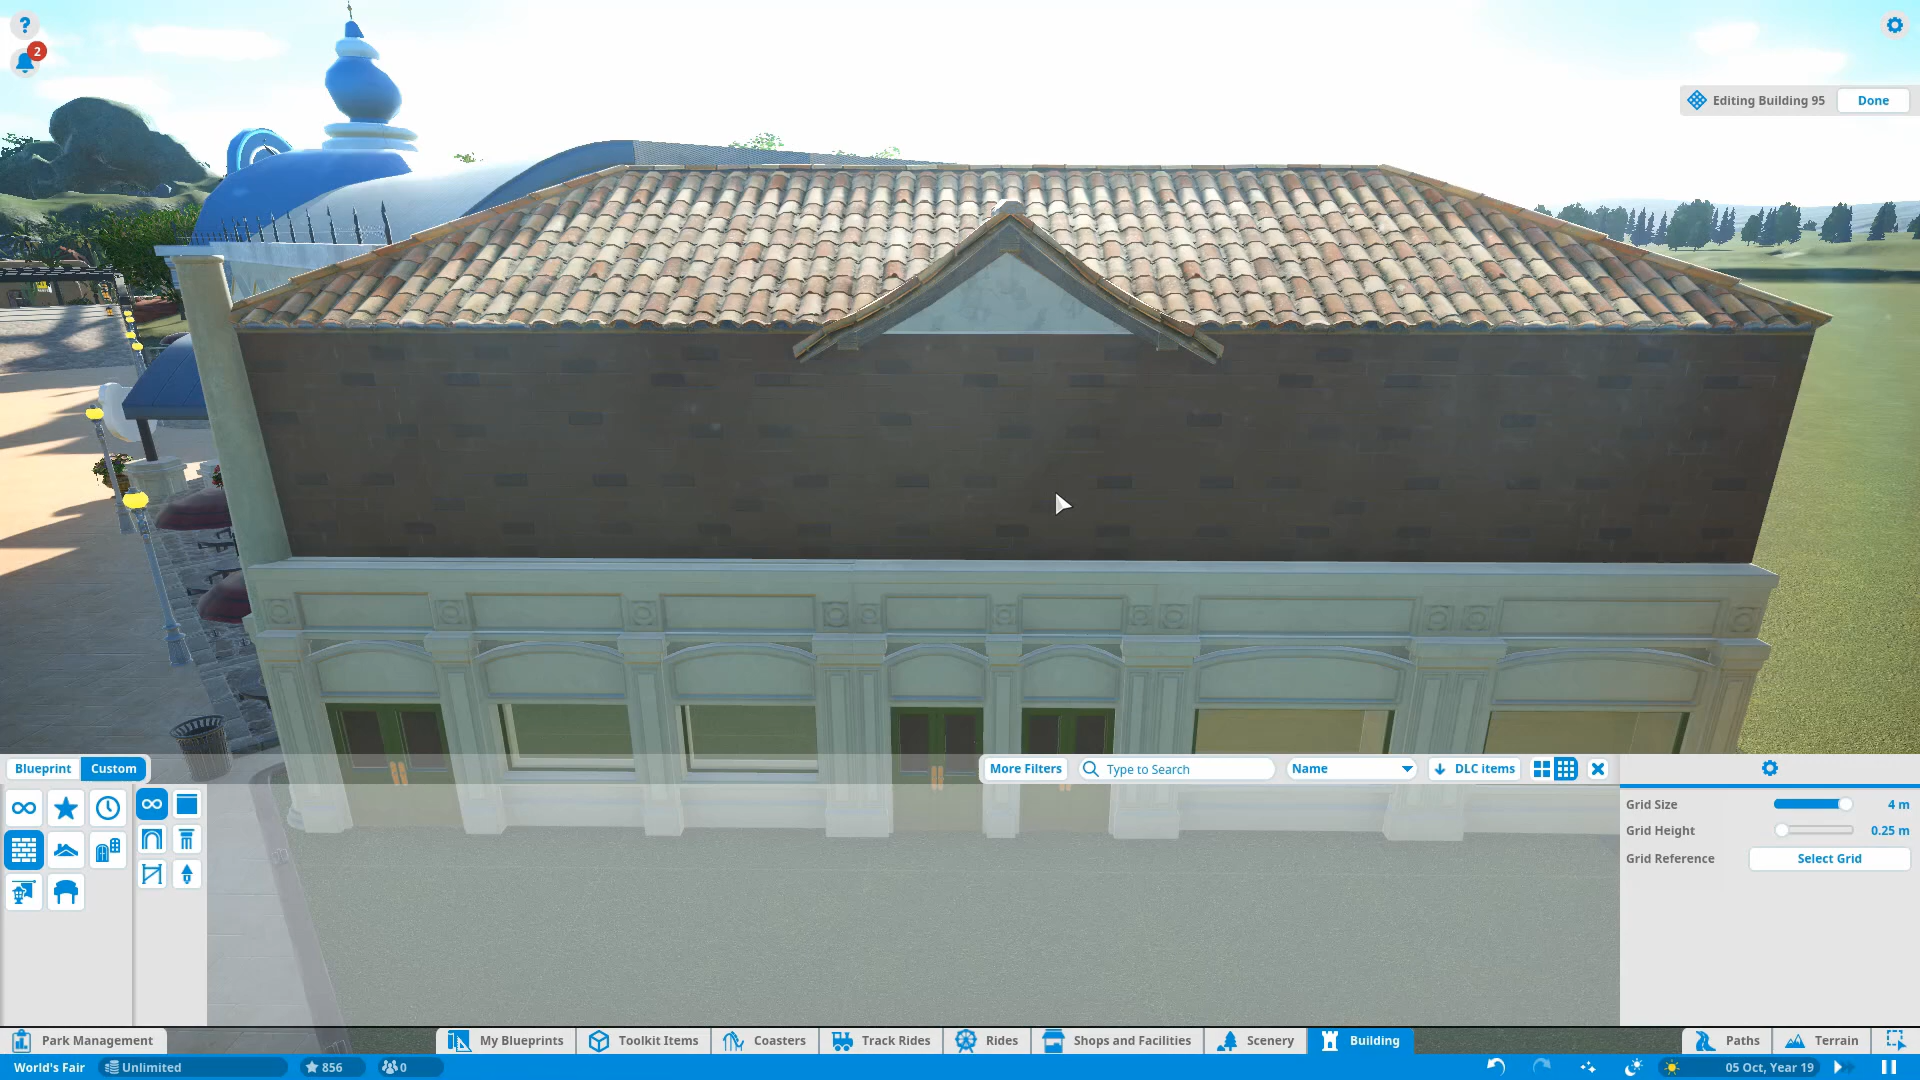 ?
2
Editing Building 95
Done
Blueprint
Custom
More Filters
Type to Search
Name
DLC items
Grid Size
4 m
Grid Height
0.25 m
Grid Reference
Select Grid
Park Management
My Blueprints
Toolkit Items
Coasters
Track Rides
Rides
Shops and Facilities
Scenery
Building
Paths
Terrain
World's Fair
Unlimited
856
0
05 Oct, Year 19